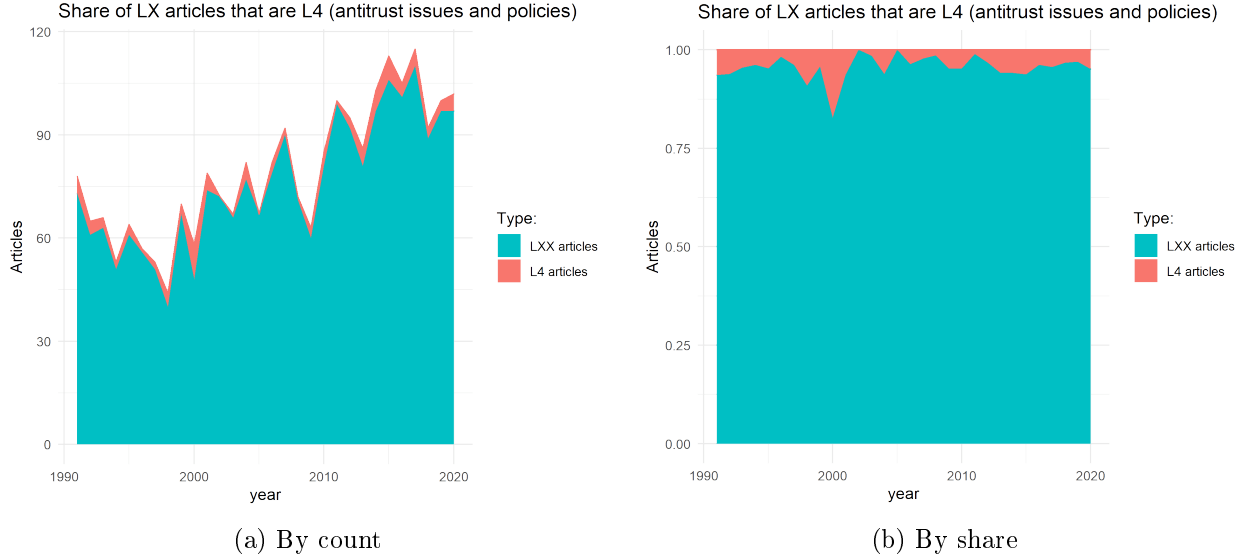 Share of LX articles that are L4 (antitrust issues and policies)
120
90
60
30
0
Articles
1990
2000
2010
2020
year
Type:
LXX articles
L4 articles
(a) By count
Share of LX articles that are L4 (antitrust issues and policies)
1.00
0.75
0.50
0.25
0.00
Articles
1990
2000
2010
2020
year
Type:
LXX articles
L4 articles
(b) By share